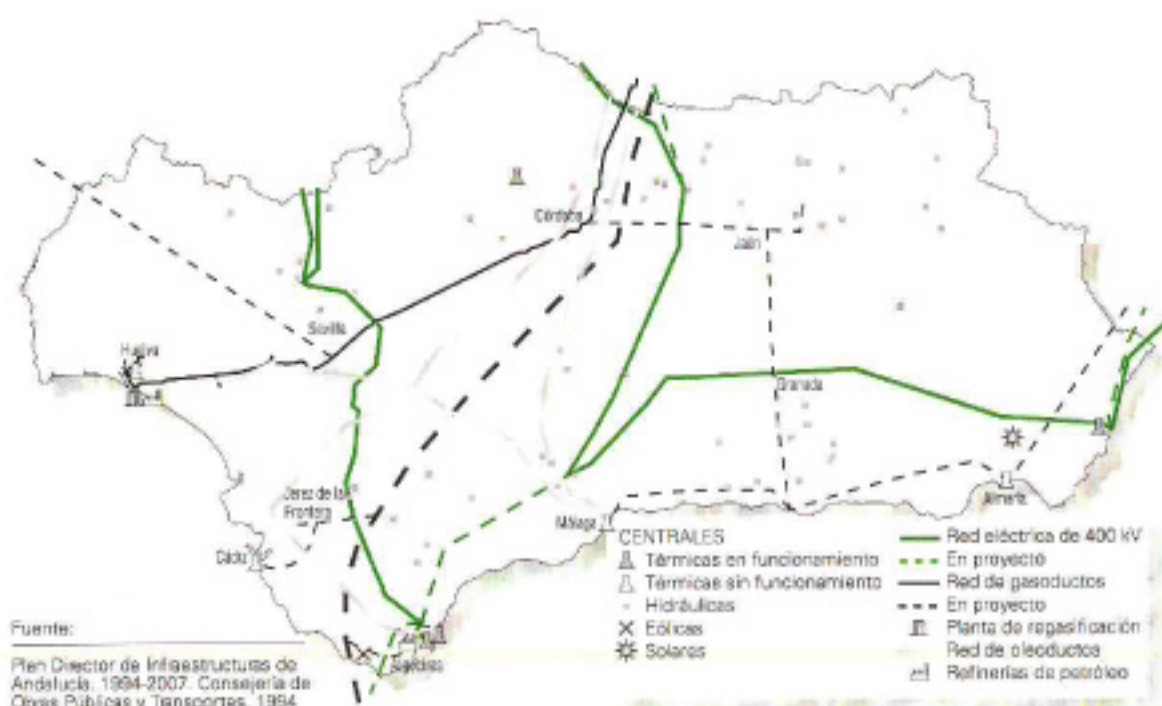 Córdoba
Jaén
Sevilla
Huelva
Granada
Jerez de la
Frontera
Almería
Málaga
Cádiz
Algeciras
CENTRALES
Térmicas en funcionamiento
Térmicas sin funcionamiento
Hidráulicas
Eólicas
Solares
Red eléctrica de 400 kV
En proyecto
Red de gasoductos
En proyecto
Planta de regasificación
Red de oleoductos
Refinerías de petróleo
Fuente:
Plan Director de Infraestructuras de
Andalucía. 1994-2007. Consejería de
Obras Públicas y Transportes. 1994